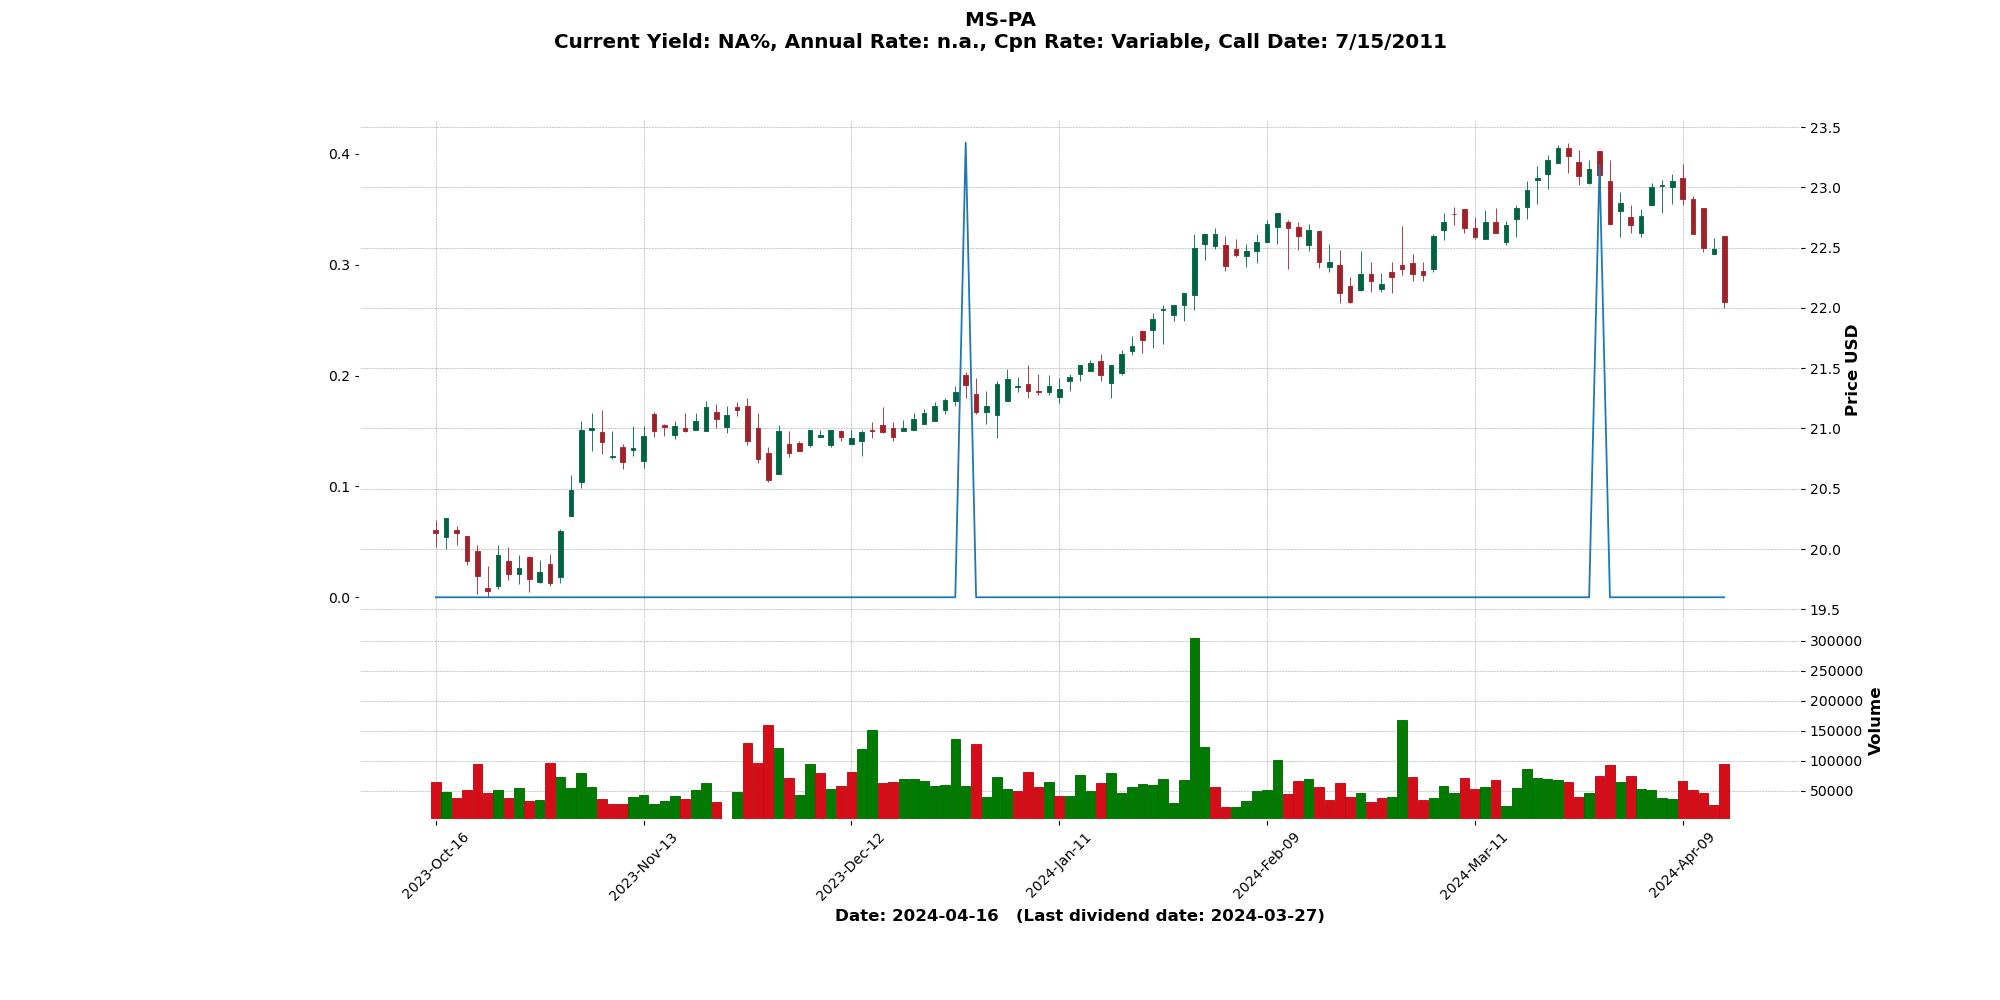 MS-PA
Current Yield: NA%, Annual Rate: n.a., Cpn Rate: Variable, Call Date: 7/15/2011
0.4
0.3
0.2
0.1
0.0
23.5
23.0
22.5
22.0
21.5
21.0
20.5
20.0
19.5
Price USD
300000
250000
200000
150000
100000
50000
Volume
2023-Oct-16
2023-Nov-13
2023-Dec-12
2024-Jan-11
2024-Feb-09
2024-Mar-11
2024-Apr-09
Date: 2024-04-16 (Last dividend date: 2024-03-27)